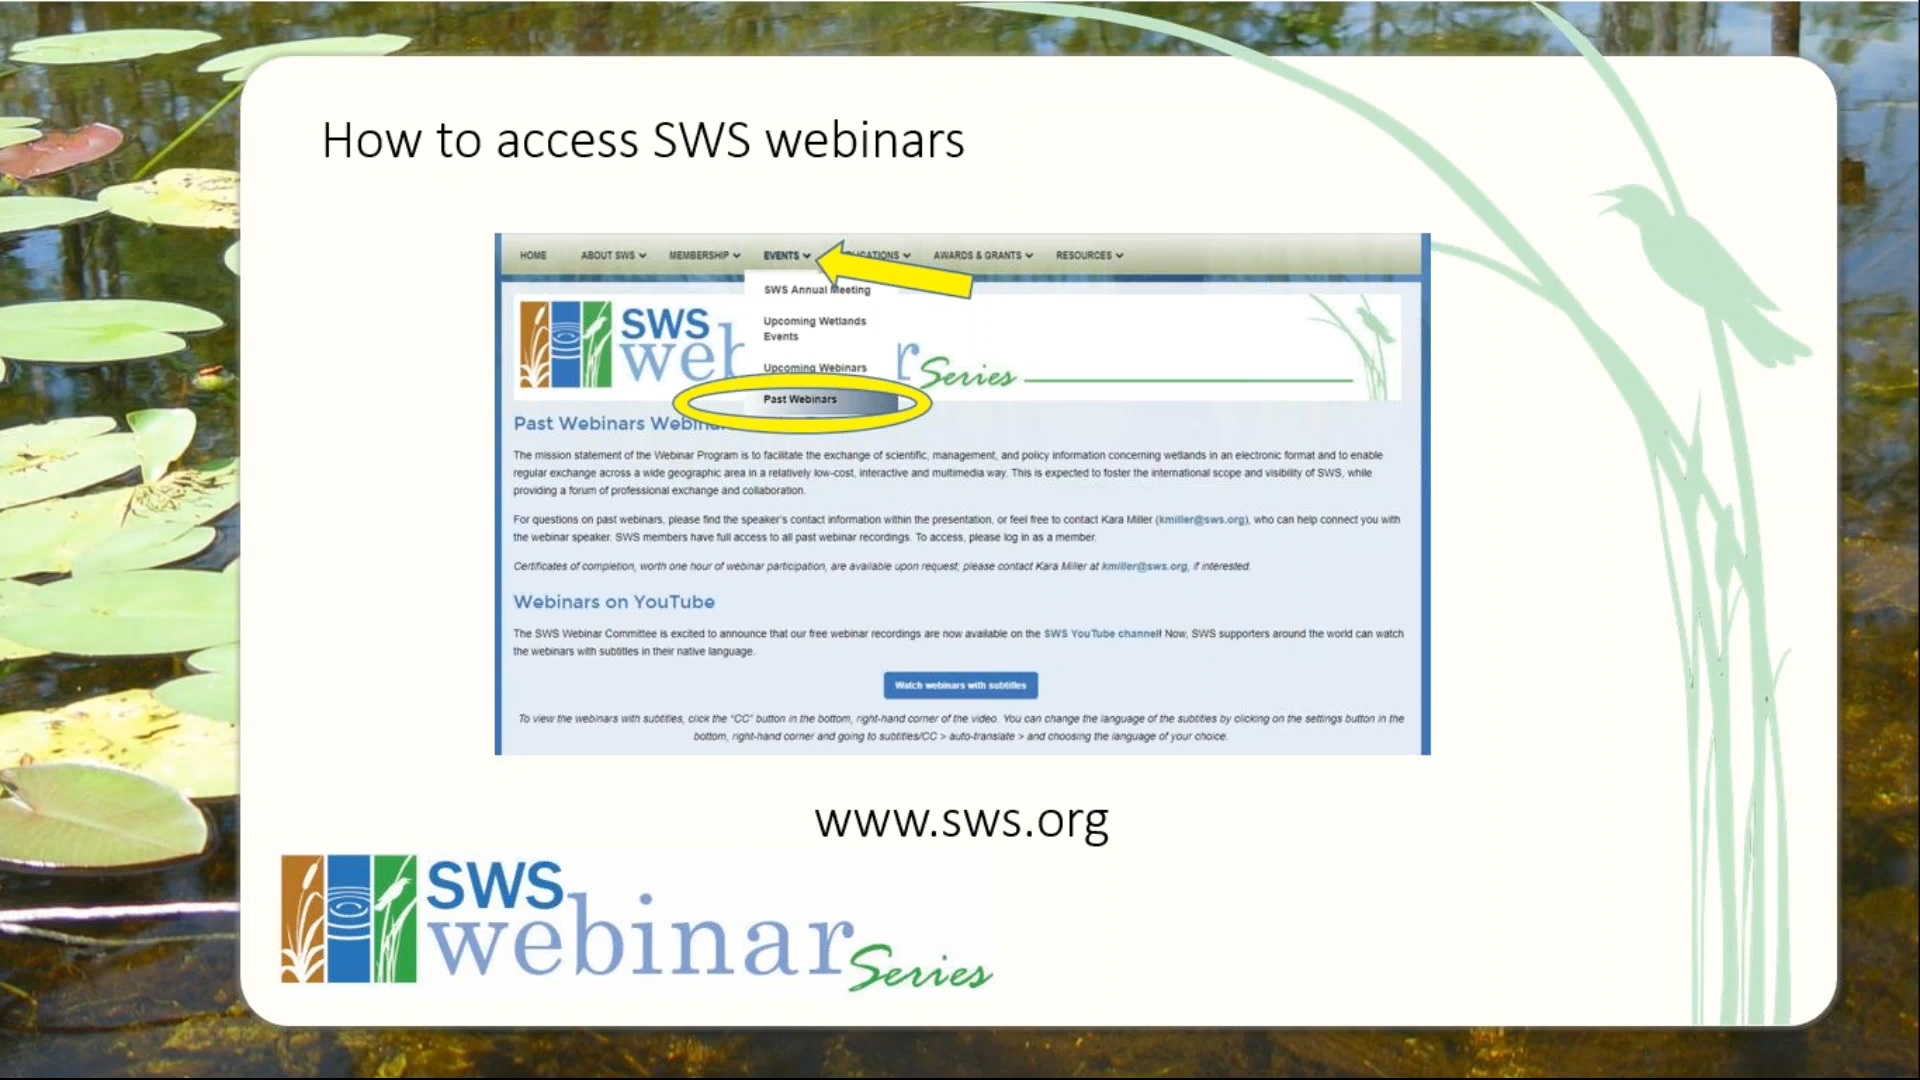 How to access SWS webinars
HOME ABOUT SWS MEMBERSHIP EVENTS AWARDS & GRANTS RESOURCES
SWS Annual Meeting
Upcoming Wetlands
Events
Upcoming Webinars
Past Webinars
SWS
Series
Past Webinars
The mission statement of the Webinar Program is to facilitate the exchange of scientific, management, and policy information concerning wetlands in an electronic format and to enable
regular exchange across a wide geographic area in a relatively low-cost, interactive and multimedia way. This is expected to foster the international scope and visibility of SWS, while
providing a forum of professional exchange and collaboration.
For questions on past webinars, please find the speaker's contact information within the presentation, or feel free to contact Kara Miller (kmiller@sws.org), who can help connect you with
the webinar speaker. SWS members have full access to all past webinar recordings. To access, please log in as a member.
Certificates of completion, worth one hour of webinar participation, are available upon request; please contact Kara Miller at kmiller@sws.org, if interested.
Webinars on YouTube
The SWS Webinar Committee is excited to announce that our free webinar recordings are now available on the SWS YouTube channel! Now, SWS supporters around the world can watch
the webinars with subtitles in their native language.
Watch webinars with subtitles
To view the webinars with subtitles, click the "CC" button in the bottom, right-hand corner of the video. You can change the language of the subtitles by clicking on the settings button in the
bottom, right-hand corner and going to subtitles/CC > auto-translate > and choosing the language of your choice.
www.sws.org
SWS
webinar
Series